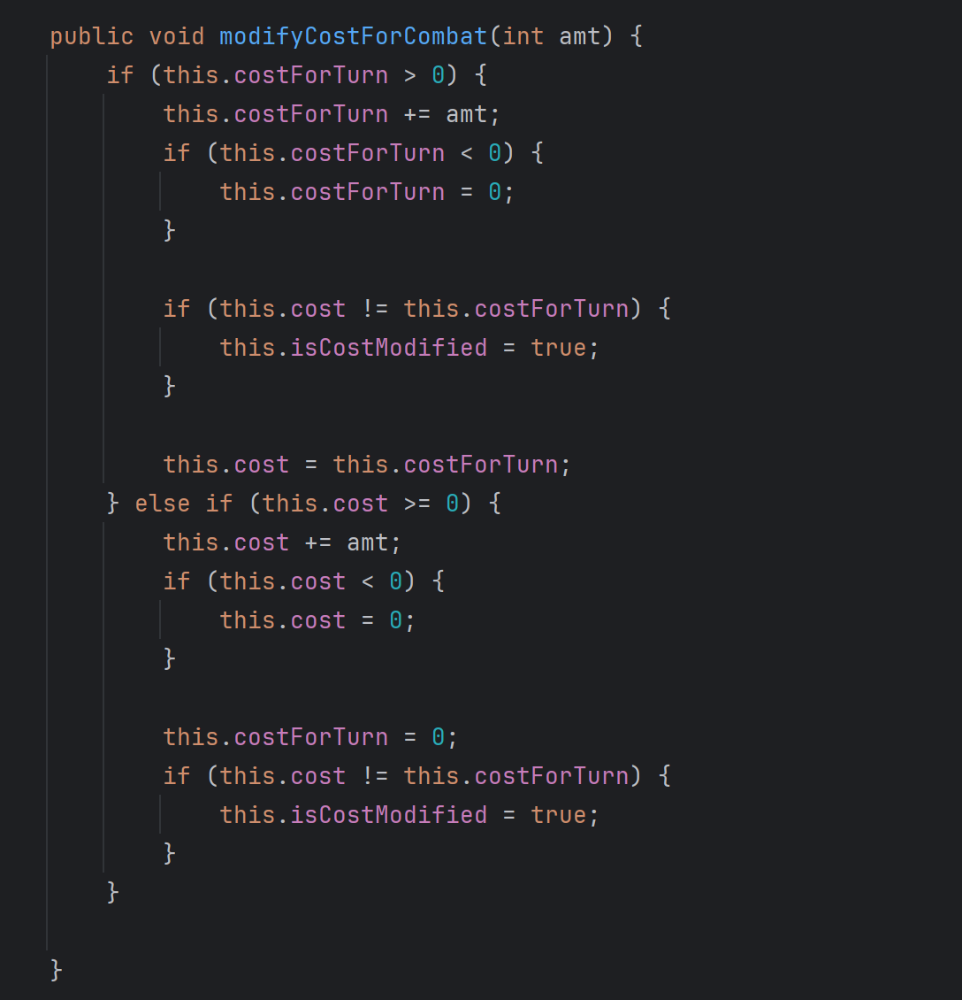 public void modifyCostForCombat(int amt) {
    if (this.costForTurn > 0) {
        this.costForTurn += amt;
        if (this.costForTurn < 0) {
            this.costForTurn = 0;
        }

        if (this.cost != this.costForTurn) {
            this.isCostModified = true;
        }

        this.cost = this.costForTurn;
    } else if (this.cost >= 0) {
        this.cost += amt;
        if (this.cost < 0) {
            this.cost = 0;
        }

        this.costForTurn = 0;
        if (this.cost != this.costForTurn) {
            this.isCostModified = true;
        }
    }

}